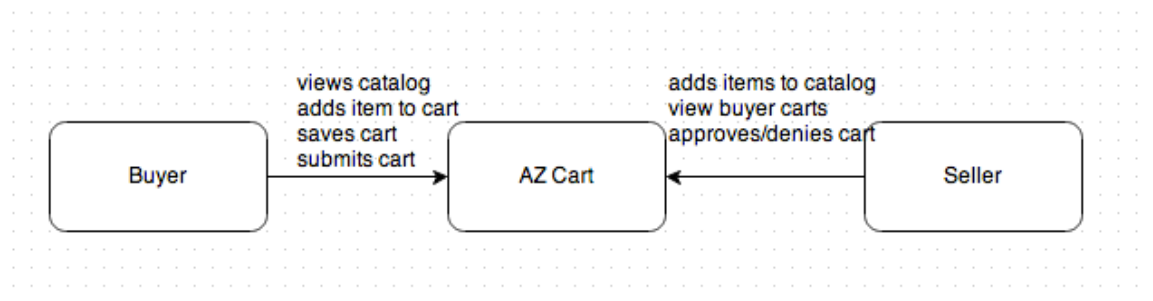 views catalog
adds item to cart
saves cart
submits cart
adds items to catalog
view buyer carts
approves/denies cart
Buyer
AZ Cart
Seller